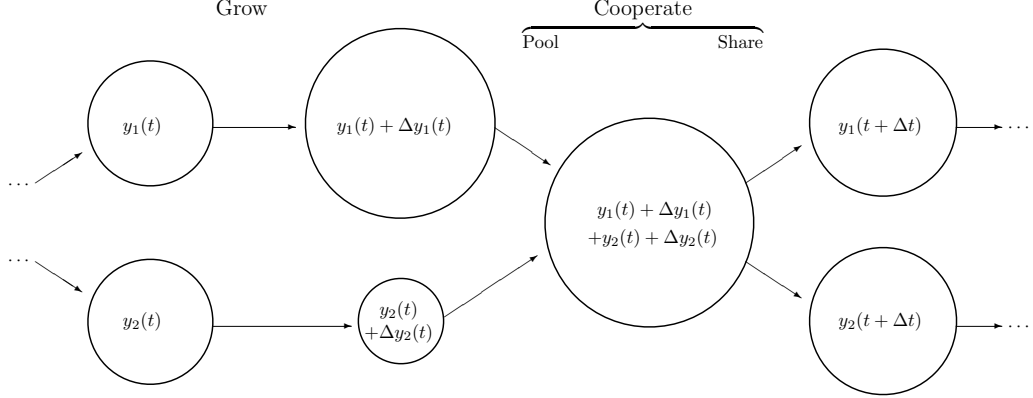 Grow
Cooperate
Pool
Share
y₁(t)
y₁(t) + Δy₁(t)
y₁(t + Δt)
...
...
y₁(t) + Δy₁(t)
+y₂(t) + Δy₂(t)
...
y₂(t)
y₂(t)
+Δy₂(t)
y₂(t + Δt)
...